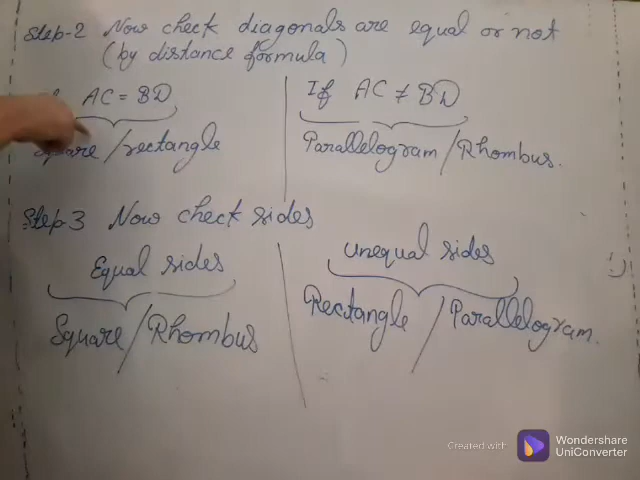 Step-2 Now check diagonals are equal or not
(by distance formula)
AC = BD
If AC ≠ BD
Square/rectangle
Parallelogram/Rhombus.
Step-3 Now check sides
Equal sides
unequal sides
Square/Rhombus
Rectangle/Parallelogram.
:)
Created with Wondershare
UniConverter